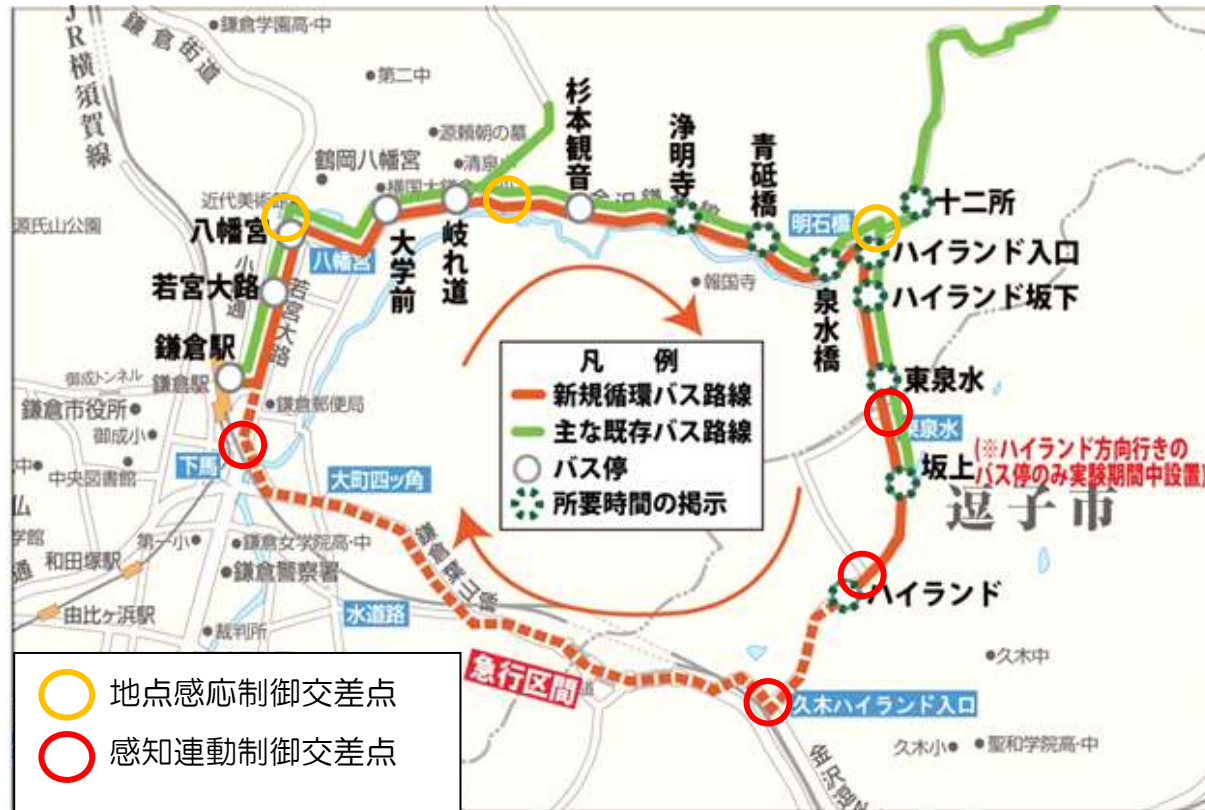 JR横須賀線
鎌倉街道
鎌倉学園高・中
第二中
源頼朝の墓
鶴岡八幡宮
清泉小
近代美術館
源氏山公園
八幡宮
八幡宮
大学前
岐れ道
杉本観音
浄明寺
青砥橋
明石橋
泉水橋
十二所
ハイランド入口
ハイランド坂下
報国寺
若宮大路
若宮大路
小町通
鎌倉駅
鎌倉駅
御成トンネル
鎌倉市役所
御成小
中央図書館
鎌倉郵便局
下馬
大町四ッ角
凡 例
新規循環バス路線
主な既存バス路線
バス停
所要時間の掲示
東泉水
東泉水
坂上
(※ハイランド方向行きの
バス停のみ実験期間中設置)
逗子市
ハイランド
第一小
鎌倉女学院高・中
和田塚駅
鎌倉警察署
由比ヶ浜駅
裁判所
水道路
鎌倉葉山線
急行区間
久木ハイランド入口
久木中
久木小
聖和学院高・中
地点感応制御交差点
感知連動制御交差点